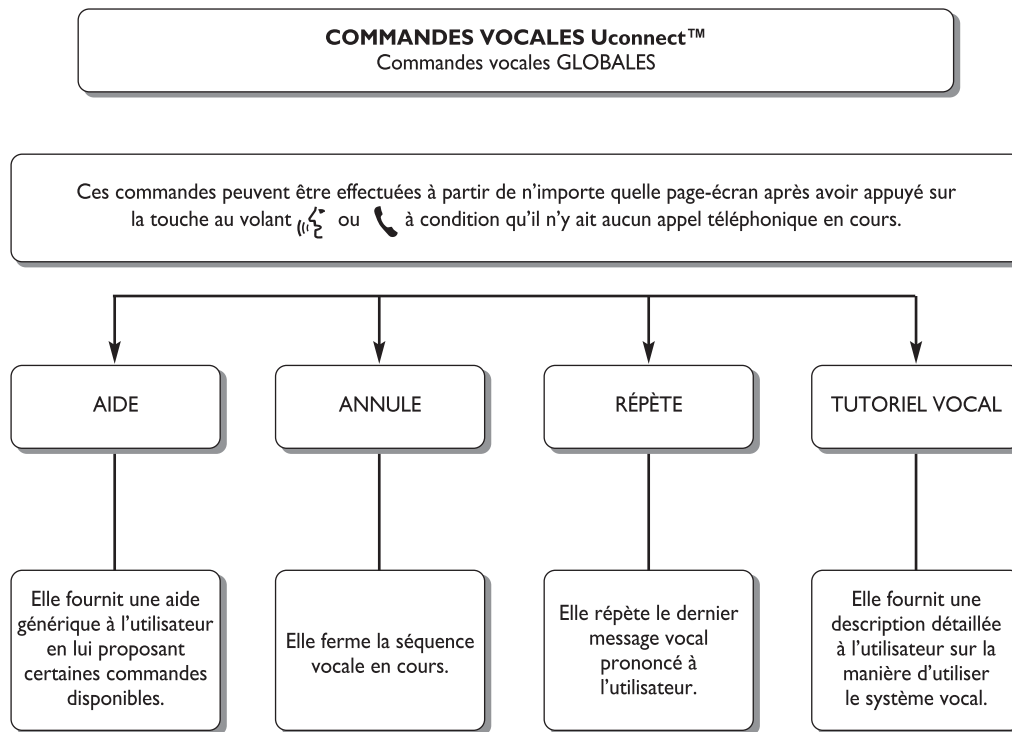 COMMANDES VOCALES Uconnect™
Commandes vocales GLOBALES
Ces commandes peuvent être effectuées à partir de n’importe quelle page-écran après avoir appuyé sur
la touche au volant ou à condition qu’il n’y ait aucun appel téléphonique en cours.
AIDE
ANNULE
RÉPÈTE
TUTORIEL VOCAL
Elle fournit une aide
générique à l’utilisateur
en lui proposant
certaines commandes
disponibles.
Elle ferme la séquence
vocale en cours.
Elle répète le dernier
message vocal
prononcé à
l’utilisateur.
Elle fournit une
description détaillée
à l’utilisateur sur la
manière d’utiliser
le système vocal.